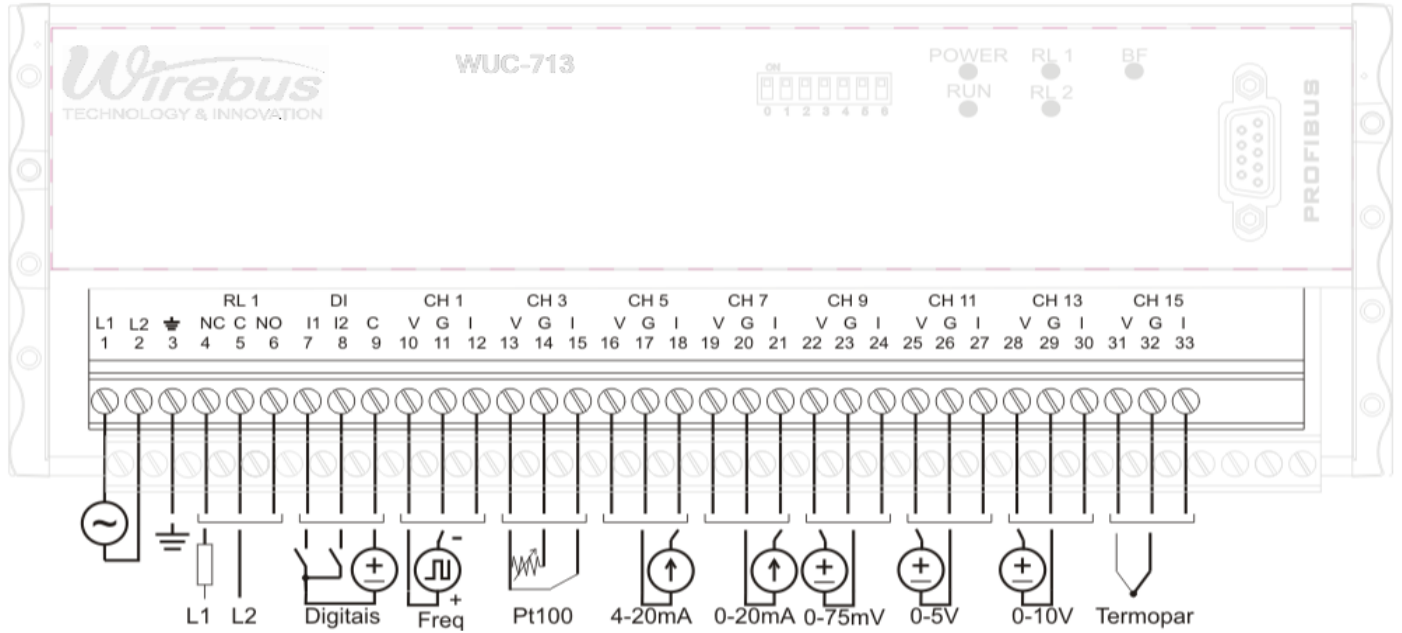 Wirebus
TECHNOLOGY & INNOVATION
WUC-713
ON
0 1 2 3 4 5 6
POWER RL 1 BF
RUN RL 2
PROFIBUS
RL 1 DI CH 1 CH 3 CH 5 CH 7 CH 9 CH 11 CH 13 CH 15
L1 L2 NC C NO I1 I2 C V G I V G I V G I V G I V G I V G I V G I V G I
1 2 3 4 5 6 7 8 9 10 11 12 13 14 15 16 17 18 19 20 21 22 23 24 25 26 27 28 29 30 31 32 33
L1 L2 Digitais Freq Pt100 4-20mA 0-20mA 0-75mV 0-5V 0-10V Termopar